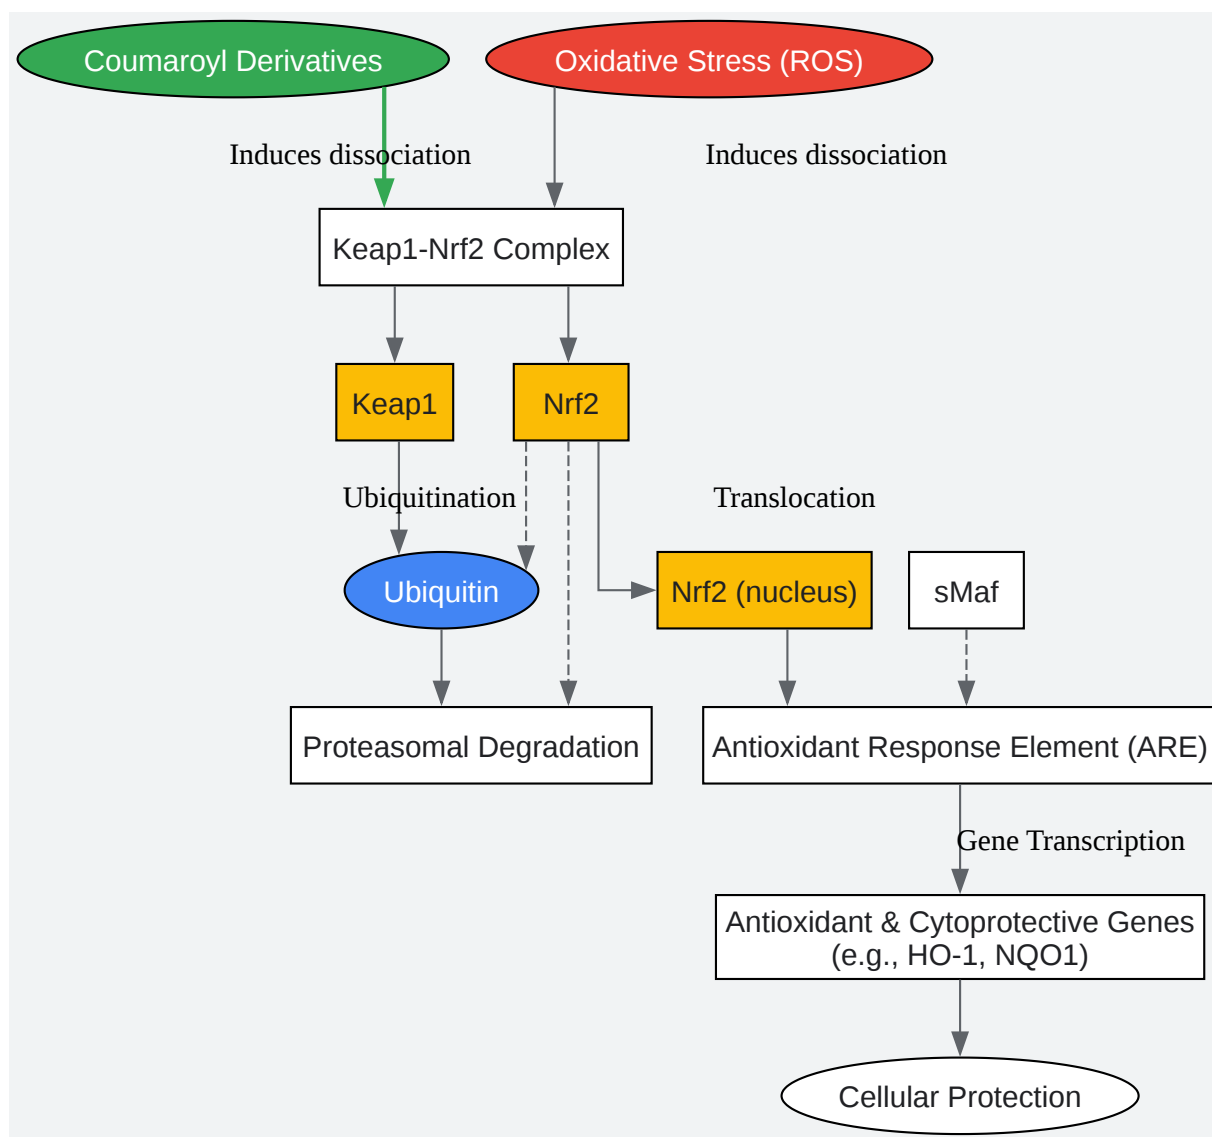 Coumaroyl Derivatives
Oxidative Stress (ROS)
Induces dissociation
Induces dissociation
Keap1-Nrf2 Complex
Keap1
Nrf2
Ubiquitination
Translocation
Ubiquitin
Nrf2 (nucleus)
sMaf
Proteasomal Degradation
Antioxidant Response Element (ARE)
Gene Transcription
Antioxidant & Cytoprotective Genes
(e.g., HO-1, NQO1)
Cellular Protection